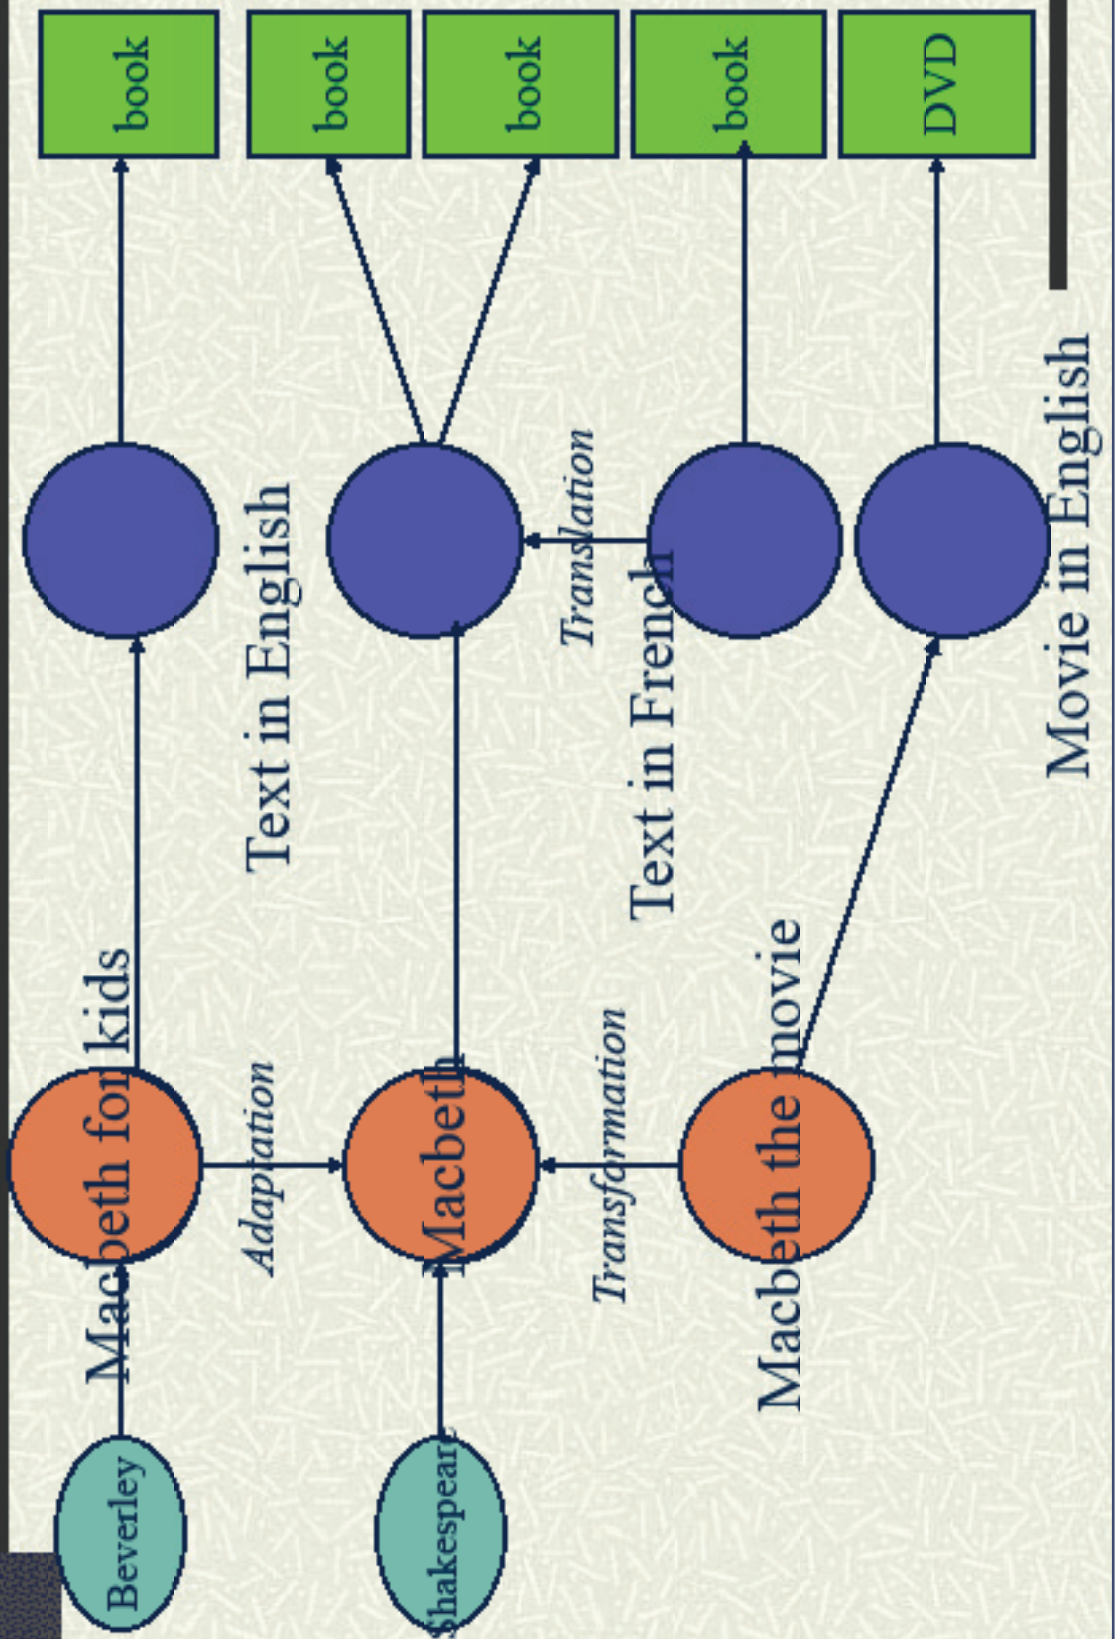 Beverley
Shakespeare
Macbeth for kids
Adaptation
Macbeth
Transformation
Macbeth the movie
Text in English
Translation
Text in French
Movie in English
book
book
book
book
DVD